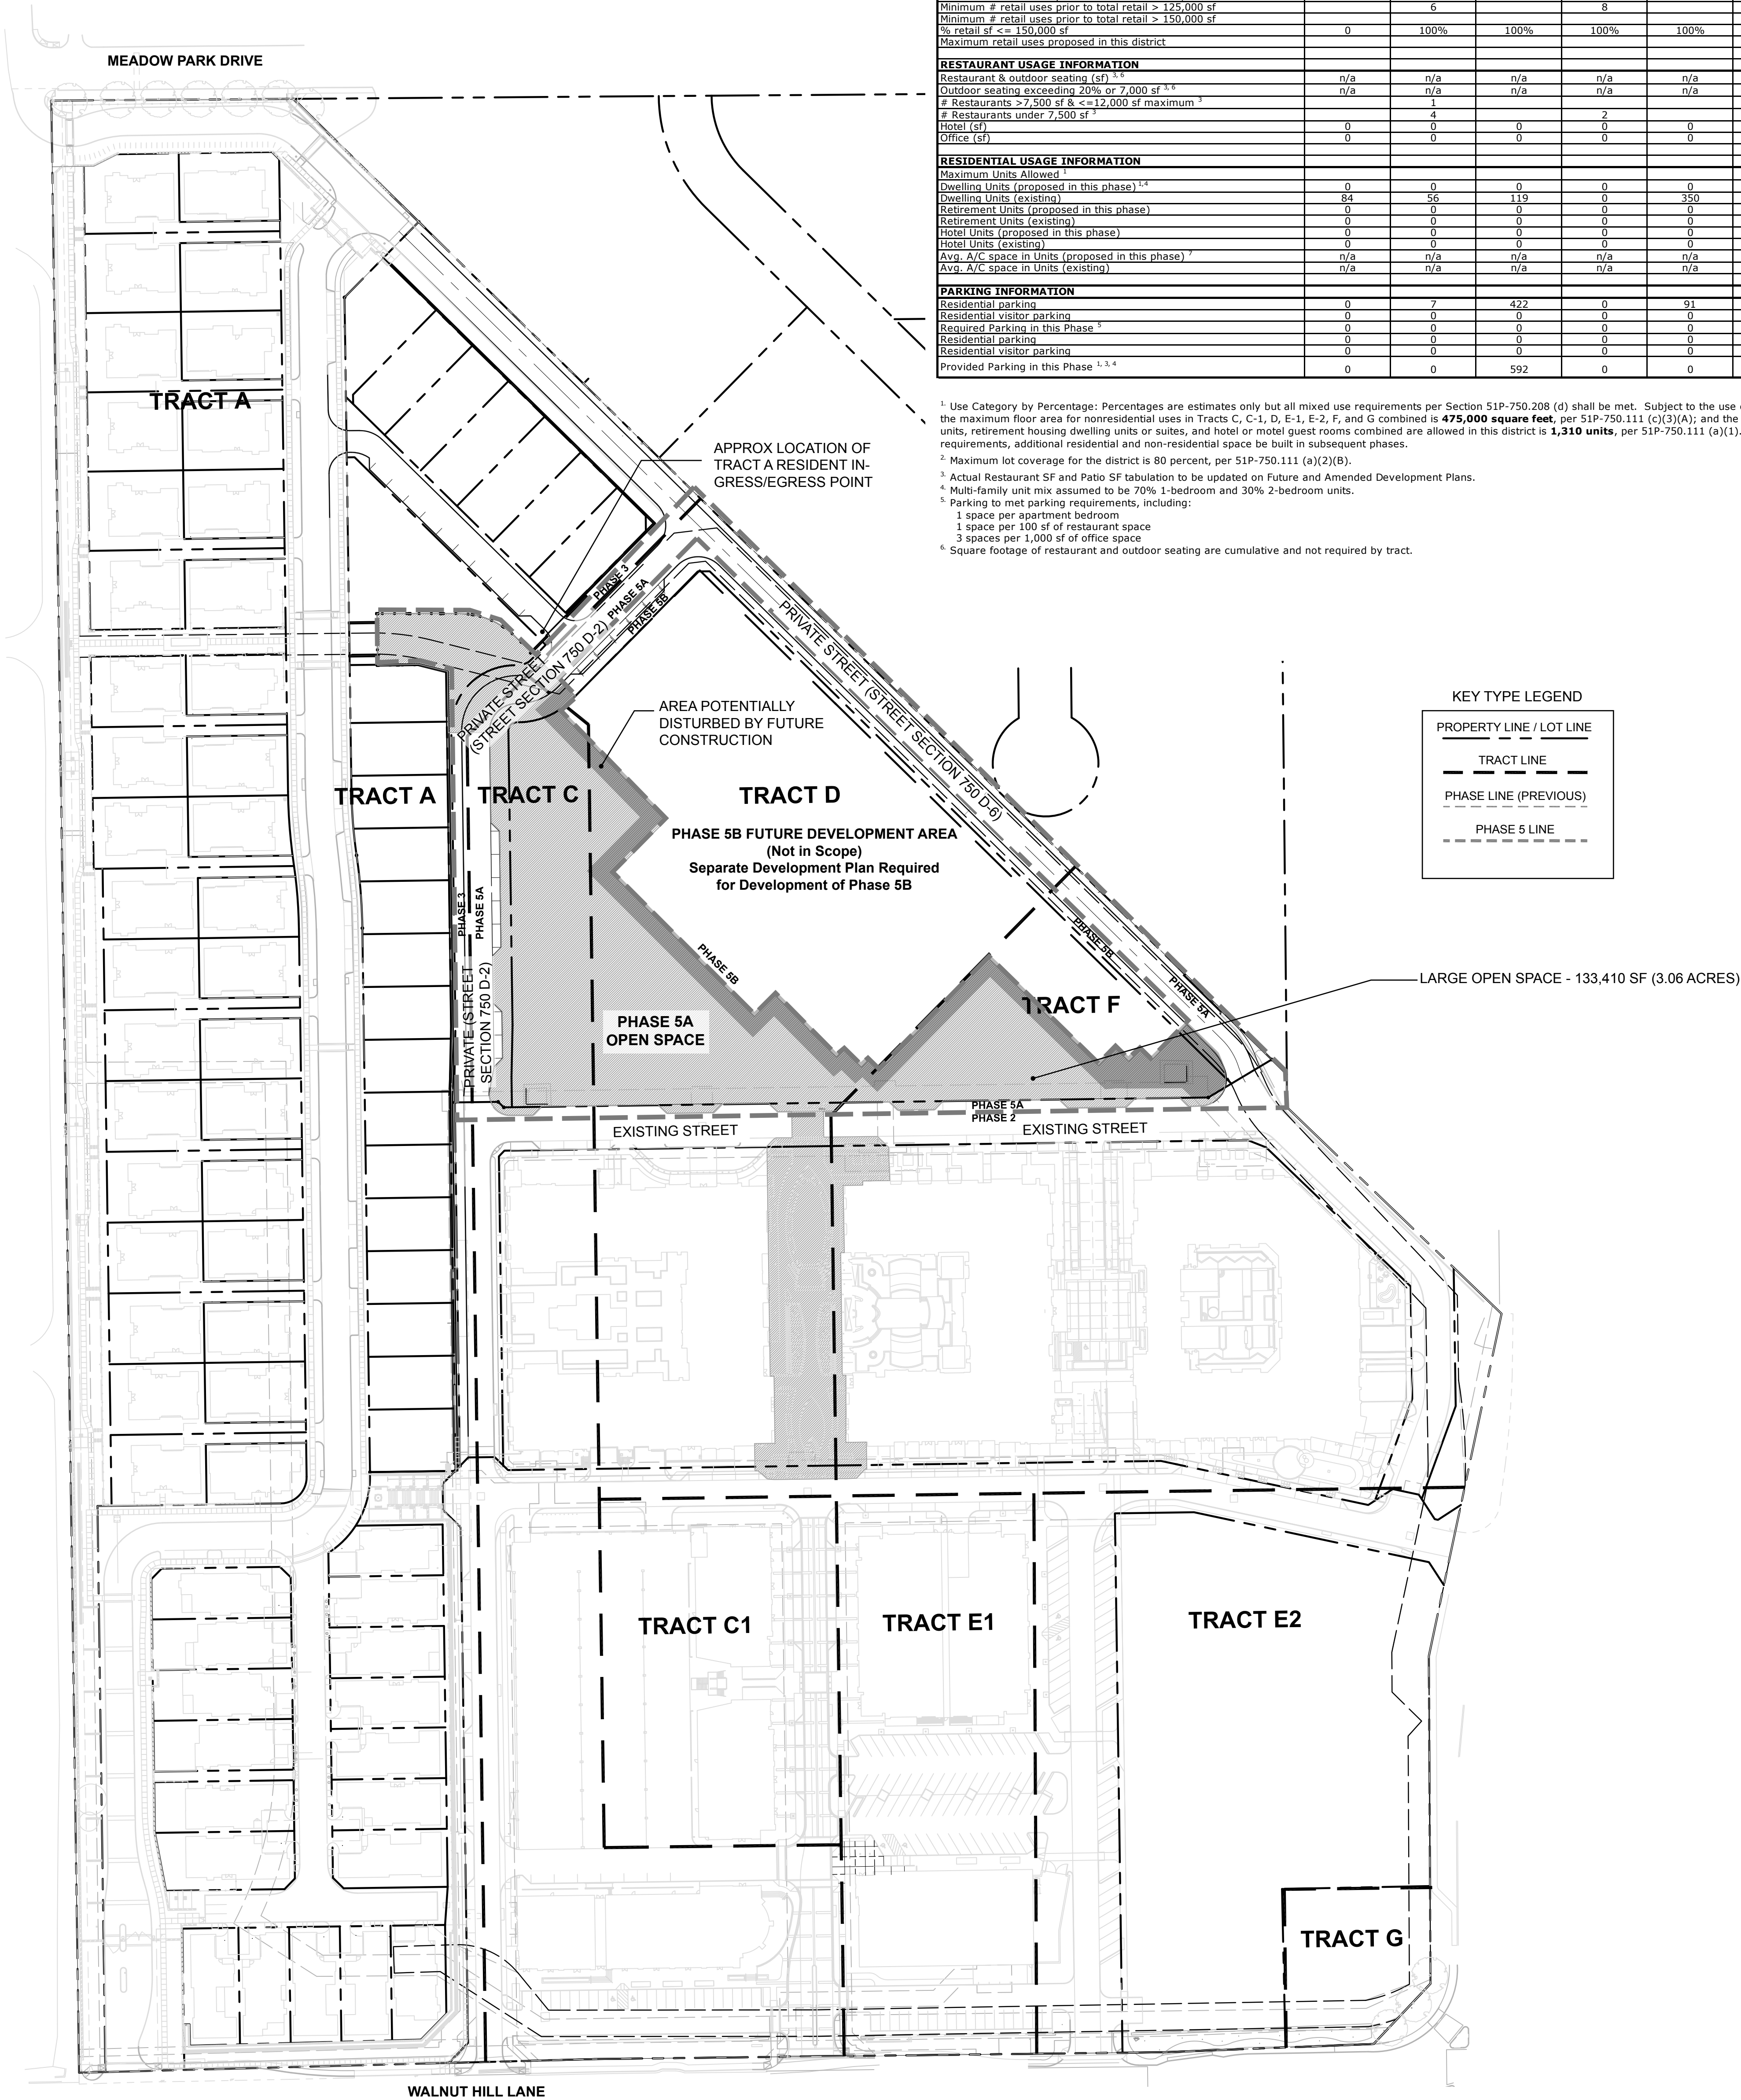 Minimum # retail uses prior to total retail > 125,000 sf 6 8
Minimum # retail uses prior to total retail > 150,000 sf
% retail sf <= 150,000 sf 0 100% 100% 100% 100%
Maximum retail uses proposed in this district
RESTAURANT USAGE INFORMATION
Restaurant & outdoor seating (sf) 3, 6 n/a n/a n/a n/a n/a
Outdoor seating exceeding 20% or 7,000 sf 3, 6 n/a n/a n/a n/a n/a
# Restaurants >7,500 sf & <=12,000 sf maximum 3 1
# Restaurants under 7,500 sf 3 4 2
Hotel (sf) 0 0 0 0 0
Office (sf) 0 0 0 0 0
RESIDENTIAL USAGE INFORMATION
Maximum Units Allowed 1
Dwelling Units (proposed in this phase) 1,4 0 0 0 0 0
Dwelling Units (existing) 84 56 119 0 350
Retirement Units (proposed in this phase) 0 0 0 0 0
Retirement Units (existing) 0 0 0 0 0
Hotel Units (proposed in this phase) 0 0 0 0 0
Hotel Units (existing) 0 0 0 0 0
Avg. A/C space in Units (proposed in this phase) 7 n/a n/a n/a n/a n/a
Avg. A/C space in Units (existing) n/a n/a n/a n/a n/a
PARKING INFORMATION
Residential parking 0 7 422 0 91
Residential visitor parking 0 0 0 0 0
Required Parking in this Phase 5 0 0 0 0 0
Residential parking 0 0 0 0 0
Residential visitor parking 0 0 0 0 0
Provided Parking in this Phase 1, 3, 4 0 0 592 0 0
1. Use Category by Percentage: Percentages are estimates only but all mixed use requirements per Section 51P-750.208 (d) shall be met. Subject to the use
the maximum floor area for nonresidential uses in Tracts C, C-1, D, E-1, E-2, F, and G combined is 475,000 square feet, per 51P-750.111 (c)(3)(A); and the
units, retirement housing dwelling units or suites, and hotel or motel guest rooms combined are allowed in this district is 1,310 units, per 51P-750.111 (a)(1).
requirements, additional residential and non-residential space be built in subsequent phases.
2. Maximum lot coverage for the district is 80 percent, per 51P-750.111 (a)(2)(B).
3. Actual Restaurant SF and Patio SF tabulation to be updated on Future and Amended Development Plans.
4. Multi-family unit mix assumed to be 70% 1-bedroom and 30% 2-bedroom units.
5. Parking to met parking requirements, including:
1 space per apartment bedroom
1 space per 100 sf of restaurant space
3 spaces per 1,000 sf of office space
6. Square footage of restaurant and outdoor seating are cumulative and not required by tract.
MEADOW PARK DRIVE
TRACT A
APPROX LOCATION OF
TRACT A RESIDENT IN-
GRESS/EGRESS POINT
PHASE 3
PHASE 5A
PHASE 5B
PRIVATE STREET
(STREET SECTION 750 D-2)
PRIVATE STREET (STREET SECTION 750 D-6)
AREA POTENTIALLY
DISTURBED BY FUTURE
CONSTRUCTION
KEY TYPE LEGEND
PROPERTY LINE / LOT LINE
TRACT LINE
PHASE LINE (PREVIOUS)
PHASE 5 LINE
TRACT A
TRACT C
TRACT D
PHASE 5B FUTURE DEVELOPMENT AREA
(Not in Scope)
Separate Development Plan Required
for Development of Phase 5B
PHASE 3
PHASE 5A
PRIVATE (STREET
SECTION 750 D-2)
PHASE 5B
PHASE 5B
PHASE 5A
LARGE OPEN SPACE - 133,410 SF (3.06 ACRES)
TRACT F
PHASE 5A
OPEN SPACE
PHASE 5A
PHASE 2
EXISTING STREET
EXISTING STREET
TRACT C1
TRACT E1
TRACT E2
TRACT G
WALNUT HILL LANE